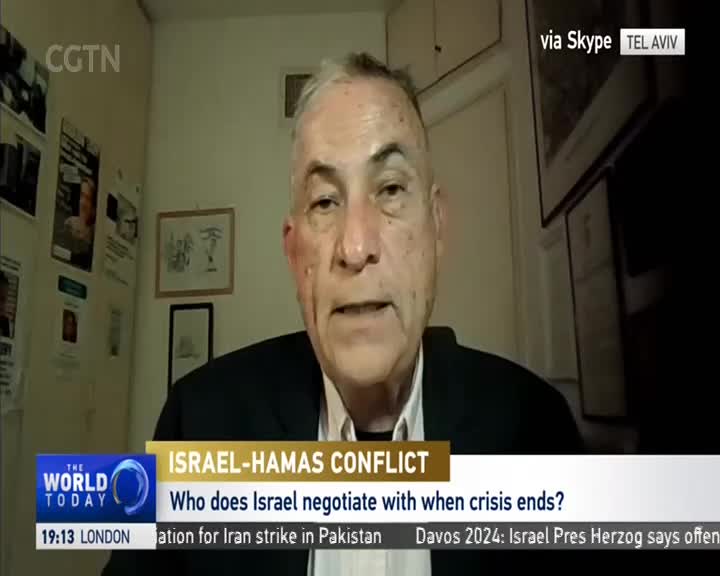 CGTN
via Skype
TEL AVIV
ISRAEL-HAMAS CONFLICT
THE
WORLD
TODAY
Who does Israel negotiate with when crisis ends?
19:13 LONDON
iation for Iran strike in Pakistan Davos 2024: Israel Pres Herzog says offen